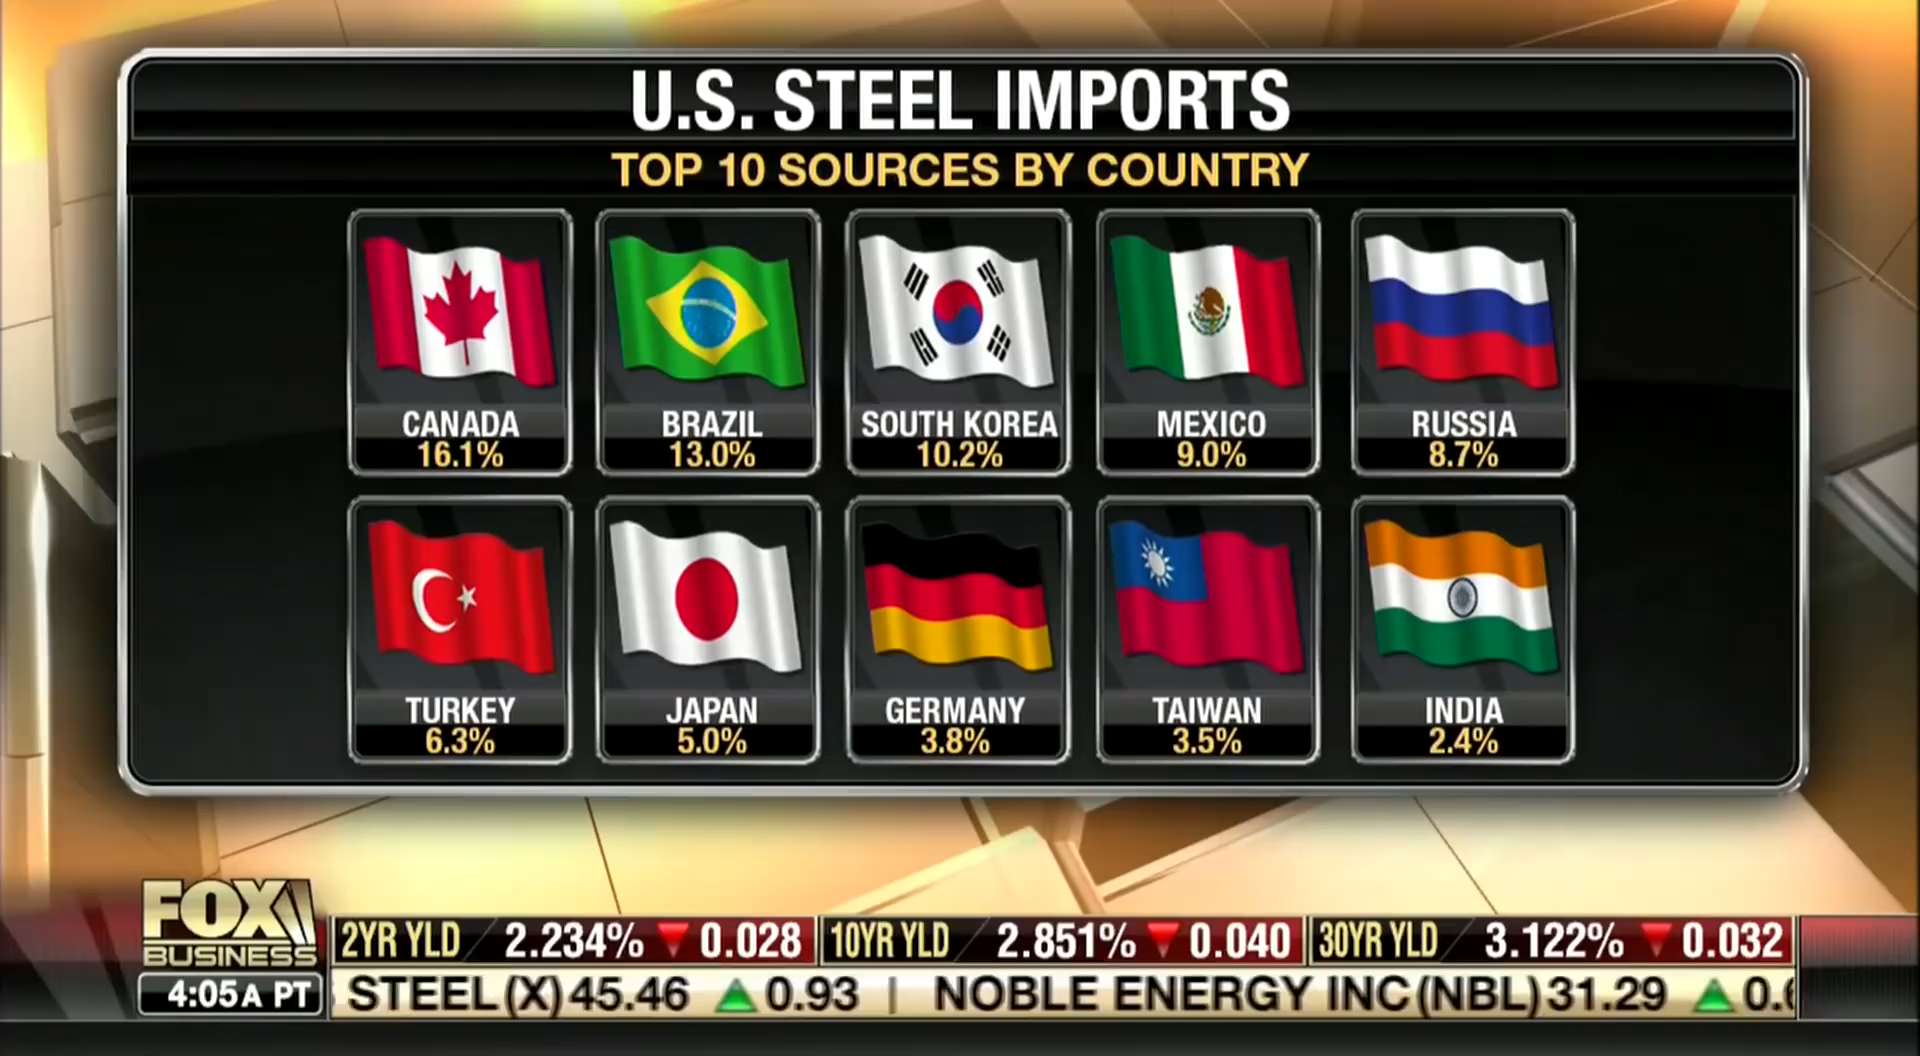 U.S. STEEL IMPORTS
TOP 10 SOURCES BY COUNTRY
CANADA
16.1%
BRAZIL
13.0%
SOUTH KOREA
10.2%
MEXICO
9.0%
RUSSIA
8.7%
TURKEY
6.3%
JAPAN
5.0%
GERMANY
3.8%
TAIWAN
3.5%
INDIA
2.4%
FOX
BUSINESS
4:05A PT
2YR YLD 2.234% ▼ 0.028 10YR YLD 2.851% ▼ 0.040 30YR YLD 3.122% ▼ 0.032
STEEL (X) 45.46 ▲ 0.93 | NOBLE ENERGY INC (NBL) 31.29 ▲